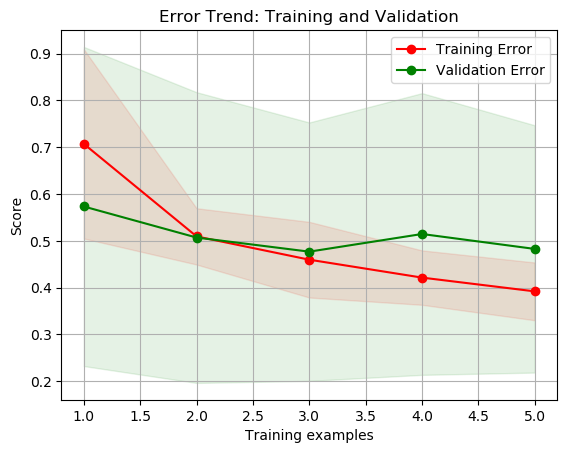 Error Trend: Training and Validation
Training Error
Validation Error
Score
0.9
0.8
0.7
0.6
0.5
0.4
0.3
0.2
1.0 1.5 2.0 2.5 3.0 3.5 4.0 4.5 5.0
Training examples